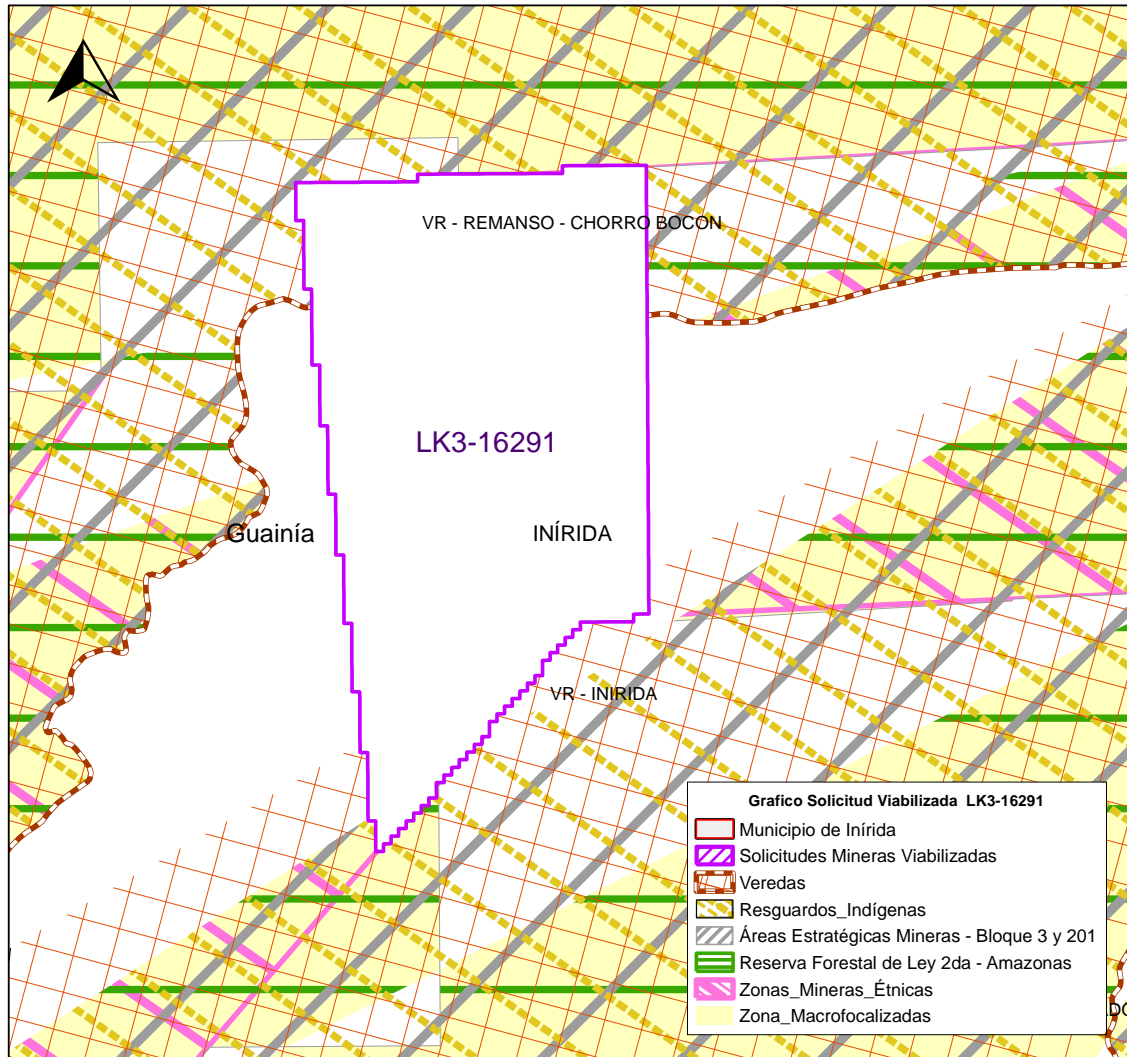 VR - REMANSO - CHORRO BOCON
LK3-16291
Guainía
INÍRIDA
VR - INIRIDA
Grafico Solicitud Viabilizada LK3-16291
Municipio de Inírida
Solicitudes Mineras Viabilizadas
Veredas
Resguardos_Indígenas
Áreas Estratégicas Mineras - Bloque 3 y 201
Reserva Forestal de Ley 2da - Amazonas
Zonas_Mineras_Étnicas
Zona_Macrofocalizadas